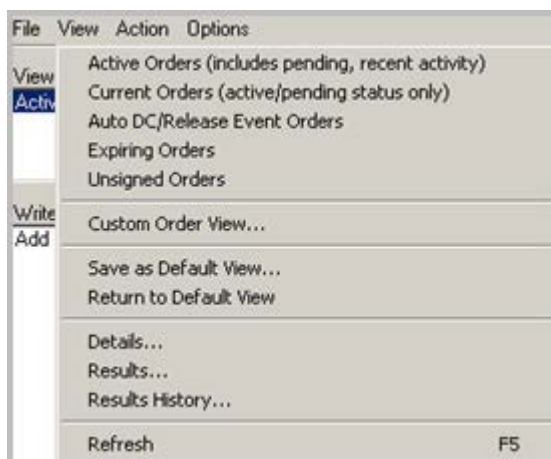 File View Action Options
Active Orders (includes pending, recent activity)
View
Current Orders (active/pending status only)
Activ
Auto DC/Release Event Orders
Expiring Orders
Unsigned Orders
Write
Custom Order View...
Add
Save as Default View...
Return to Default View
Details...
Results...
Results History...
Refresh F5